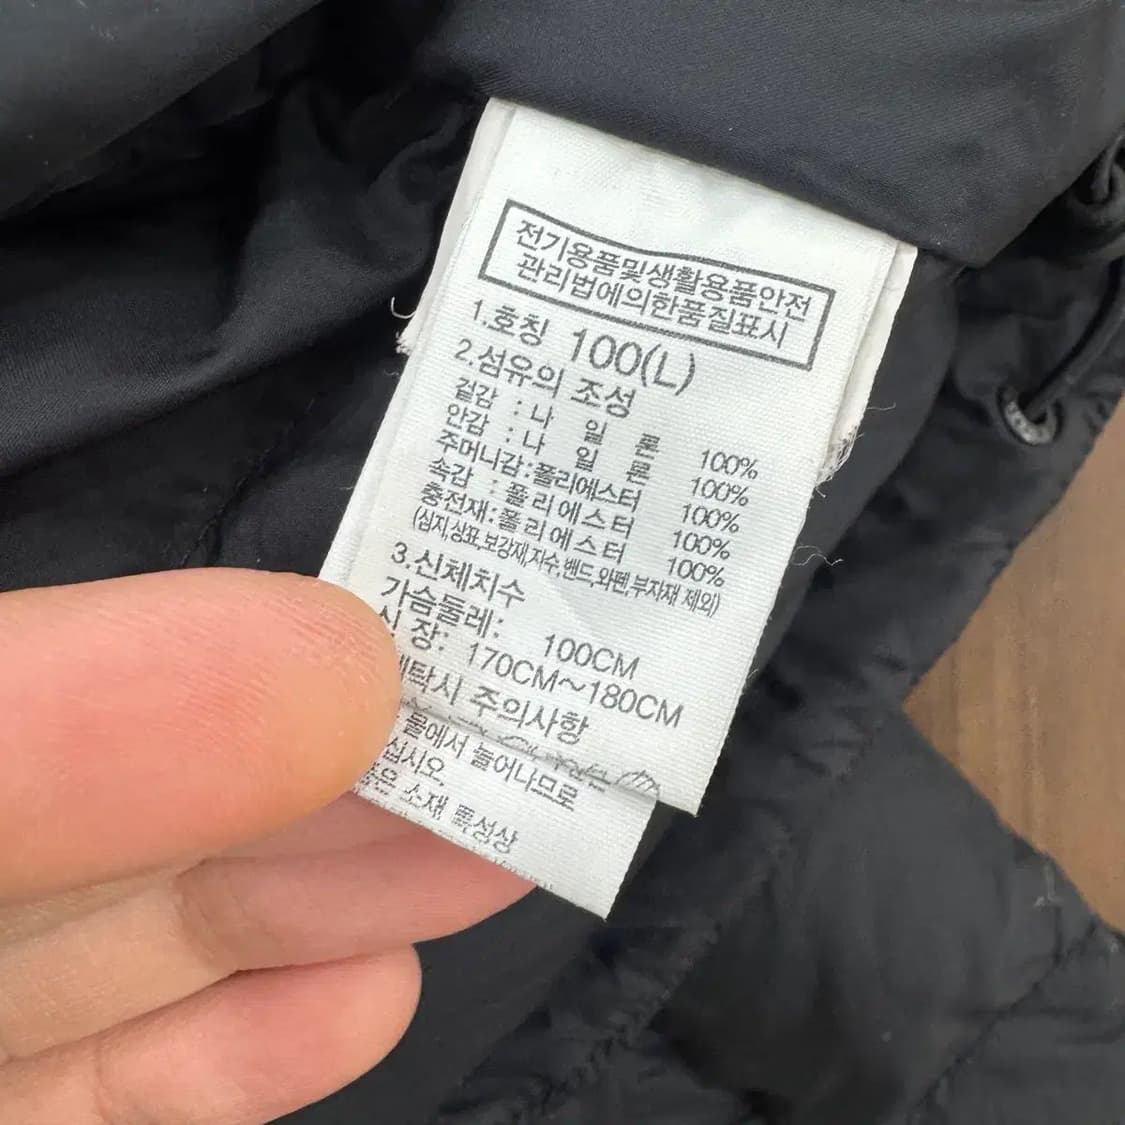 전기용품및생활용품안전
관리법에의한품질표시
1.호칭 100(L)
2.섬유의 조성
겉감 : 나 일 론 100%
안감 : 나 일 론 100%
주머니감:폴리에스터 100%
속감 : 폴리에스터 100%
충전재:폴리에스터 100%
(심지,상표,보강재,자수,밴드,와펜,부자재 제외)
3.신체치수
가슴둘레: 100CM
신 장: 170CM~180CM
세탁시 주의사항
물에서 늘어나므로
십시오,
소재 특성상